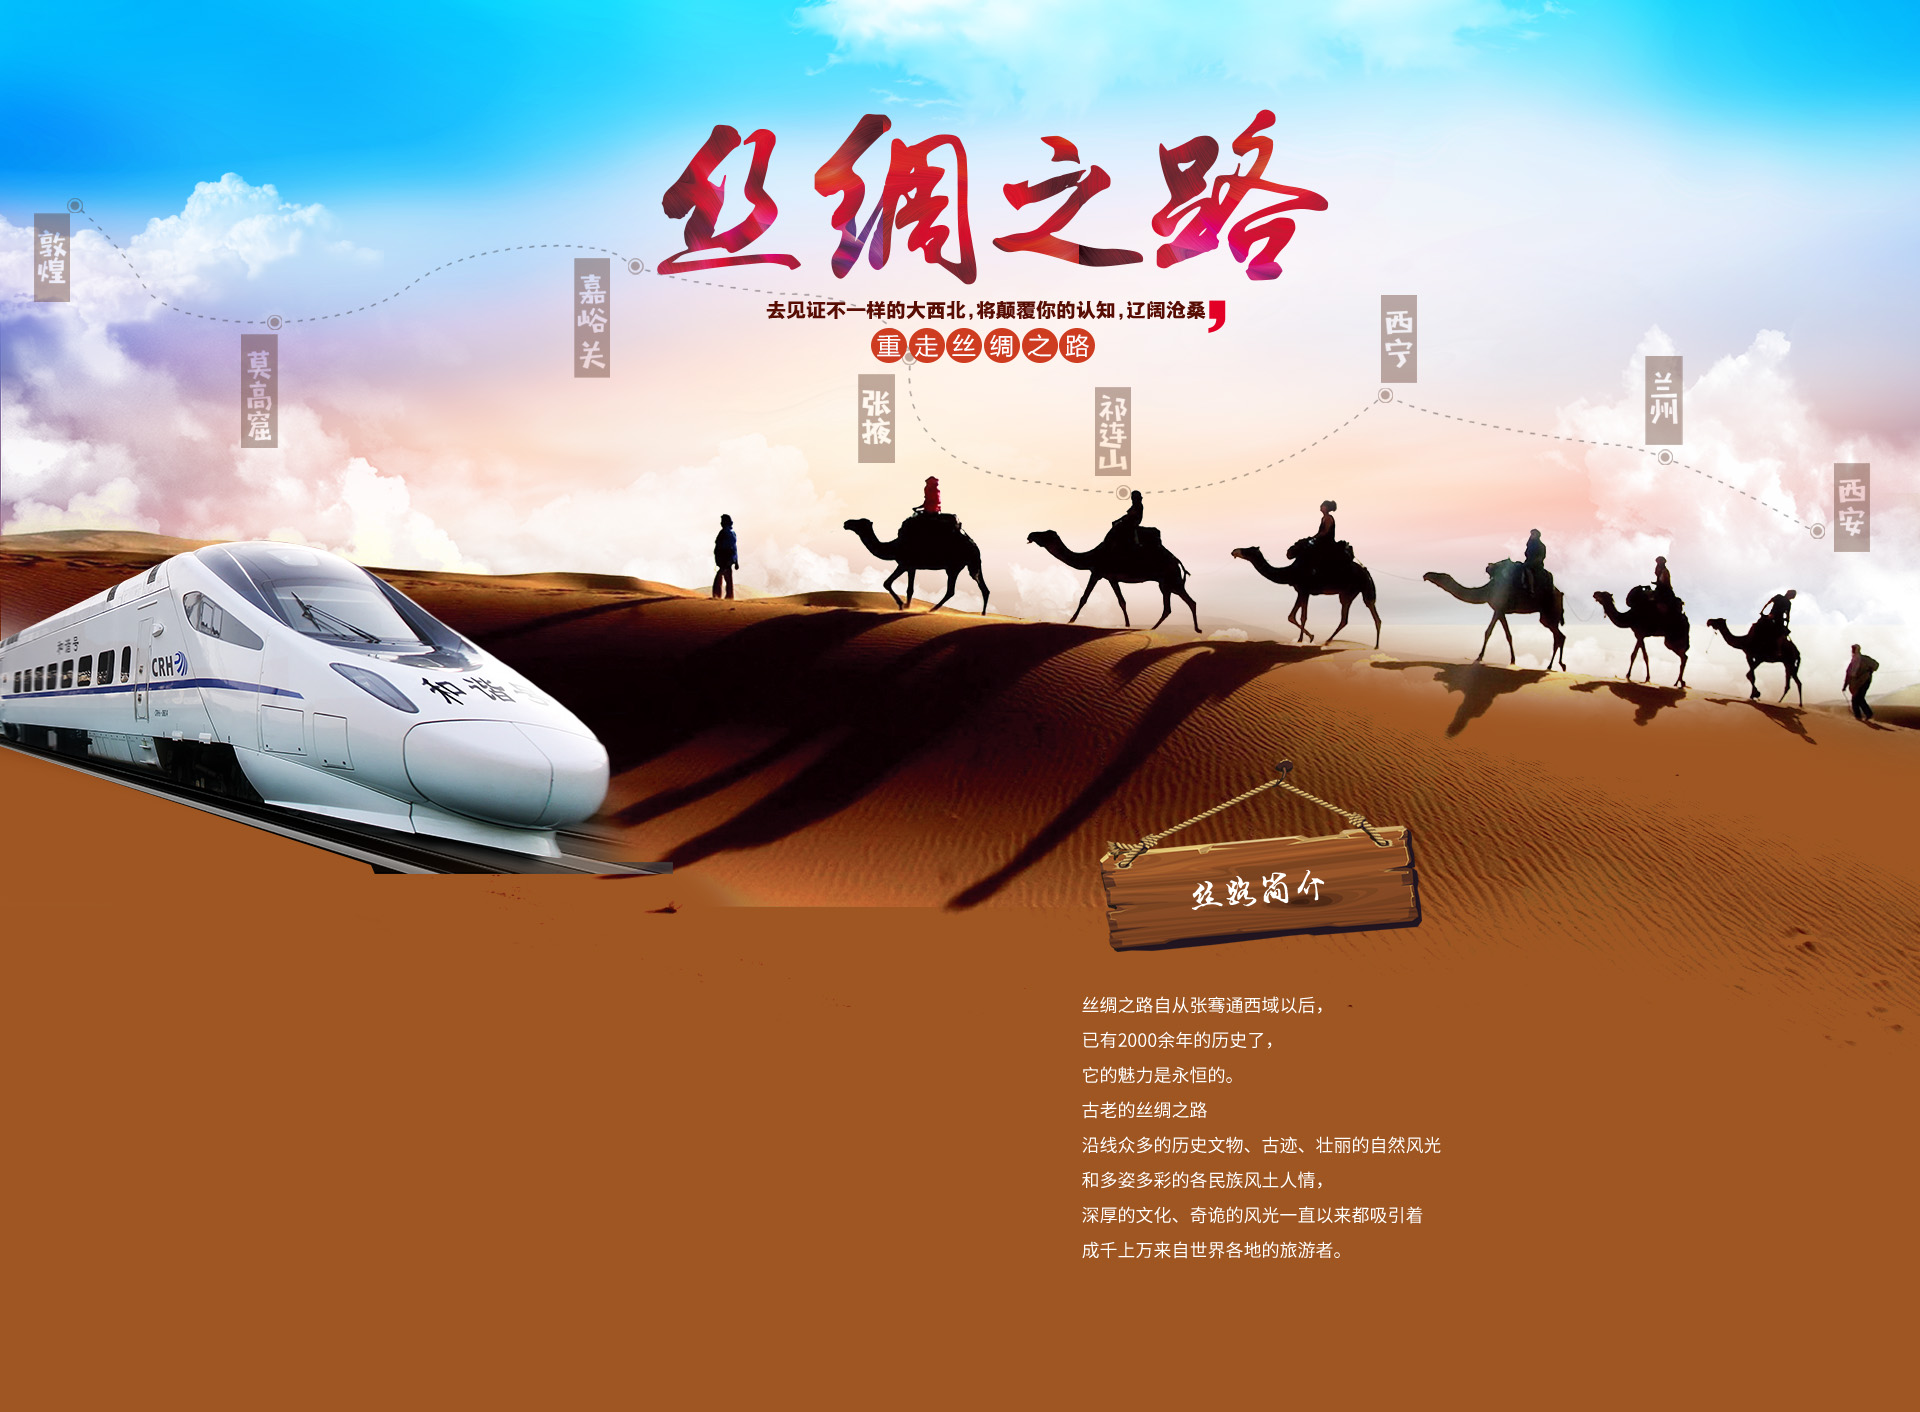 丝绸之路
去见证不一样的大西北,将颠覆你的认知,辽阔沧桑,
重走丝绸之路
敦煌
莫高窟
嘉峪关
张掖
祁连山
西宁
兰州
西安
和谐号
CRH
和谐号
丝路简介
丝绸之路自从张骞通西域以后，
已有2000余年的历史了，
它的魅力是永恒的。
古老的丝绸之路
沿线众多的历史文物、古迹、壮丽的自然风光
和多姿多彩的各民族风土人情，
深厚的文化、奇诡的风光一直以来都吸引着
成千上万来自世界各地的旅游者。